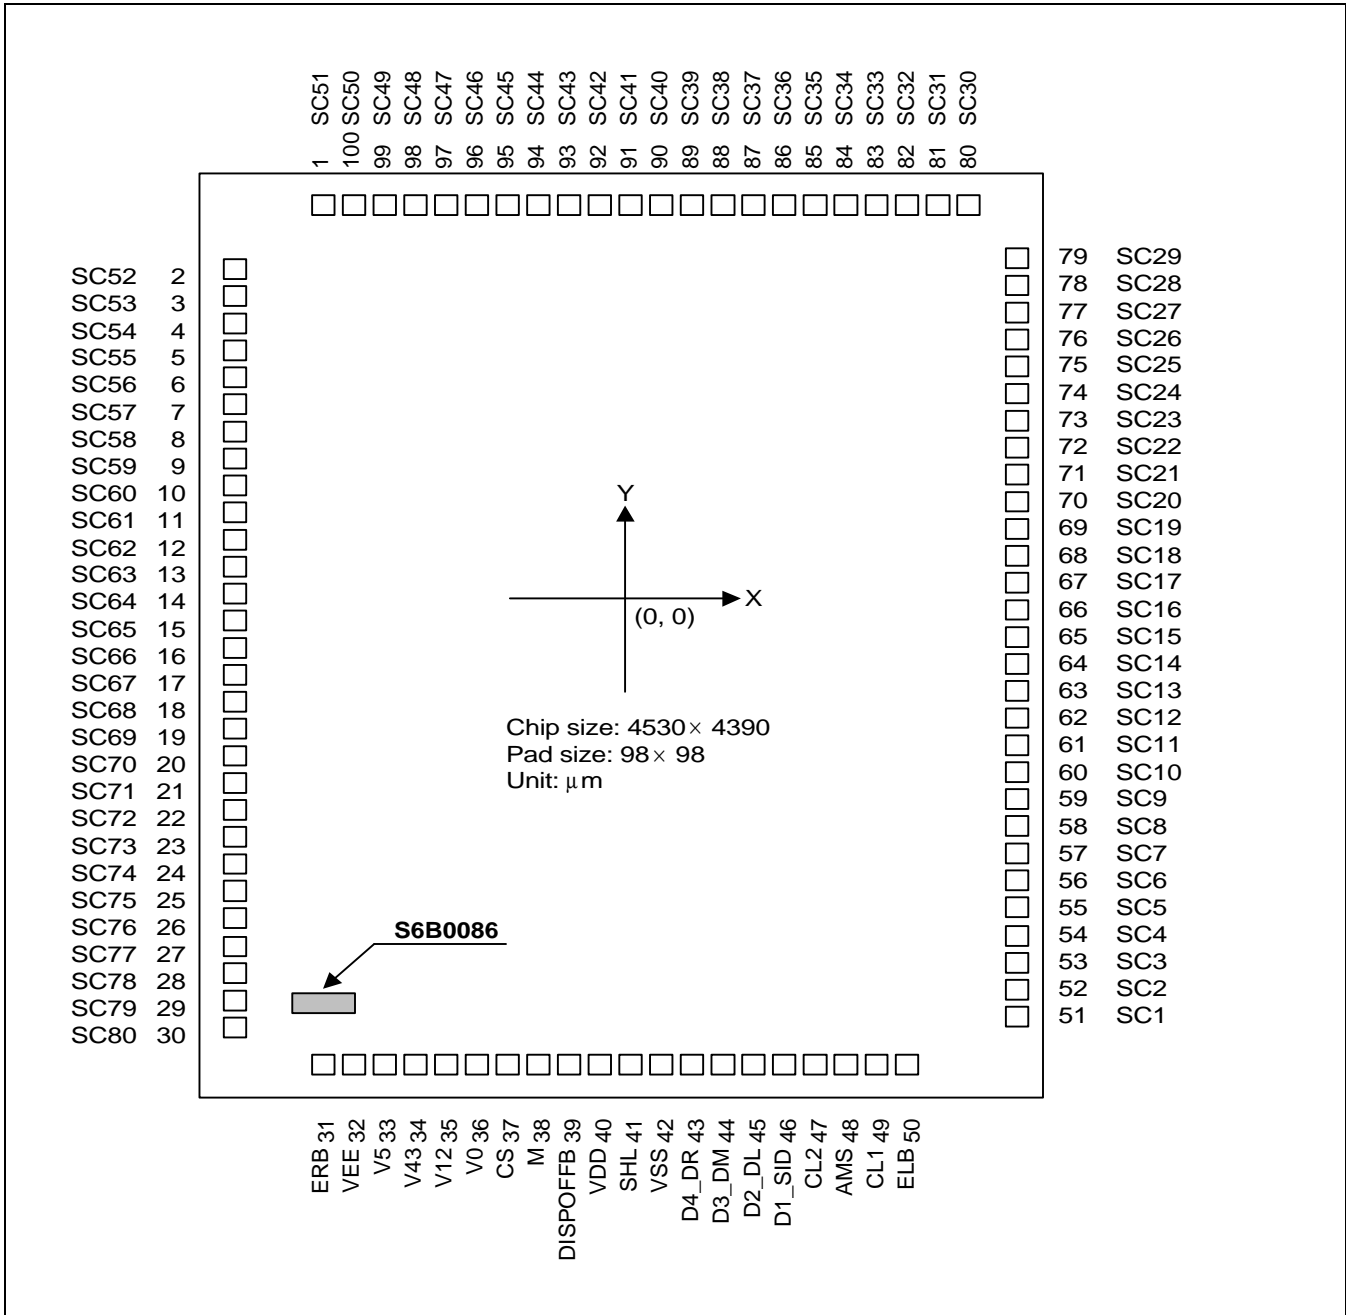 1 SC51
100 SC50
99 SC49
98 SC48
97 SC47
96 SC46
95 SC45
94 SC44
93 SC43
92 SC42
91 SC41
90 SC40
89 SC39
88 SC38
87 SC37
86 SC36
85 SC35
84 SC34
83 SC33
82 SC32
81 SC31
80 SC30
SC52 2
SC53 3
SC54 4
SC55 5
SC56 6
SC57 7
SC58 8
SC59 9
SC60 10
SC61 11
SC62 12
SC63 13
SC64 14
SC65 15
SC66 16
SC67 17
SC68 18
SC69 19
SC70 20
SC71 21
SC72 22
SC73 23
SC74 24
SC75 25
SC76 26
SC77 27
SC78 28
SC79 29
SC80 30
Y
X
(0, 0)
Chip size: 4530× 4390
Pad size: 98× 98
Unit: μm
S6B0086
79 SC29
78 SC28
77 SC27
76 SC26
75 SC25
74 SC24
73 SC23
72 SC22
71 SC21
70 SC20
69 SC19
68 SC18
67 SC17
66 SC16
65 SC15
64 SC14
63 SC13
62 SC12
61 SC11
60 SC10
59 SC9
58 SC8
57 SC7
56 SC6
55 SC5
54 SC4
53 SC3
52 SC2
51 SC1
ERB 31
VEE 32
V5 33
V43 34
V12 35
V0 36
CS 37
M 38
DISPOFFB 39
VDD 40
SHL 41
VSS 42
D4_DR 43
D3_DM 44
D2_DL 45
D1_SID 46
CL2 47
AMS 48
CL1 49
ELB 50